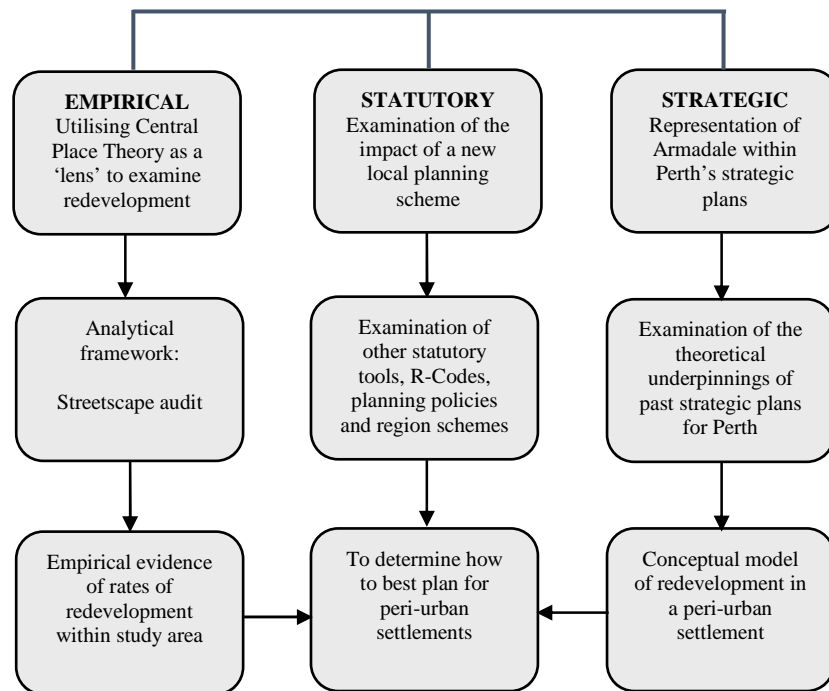 EMPIRICAL
Utilising Central
Place Theory as a
‘lens’ to examine
redevelopment
STATUTORY
Examination of the
impact of a new
local planning
scheme
STRATEGIC
Representation of
Armadale within
Perth’s strategic
plans
Analytical
framework:
Streetscape audit
Examination of
other statutory
tools, R-Codes,
planning policies
and region schemes
Examination of the
theoretical
underpinnings of
past strategic plans
for Perth
Empirical evidence
of rates of
redevelopment
within study area
To determine how
to best plan for
peri-urban
settlements
Conceptual model
of redevelopment in
a peri-urban
settlement